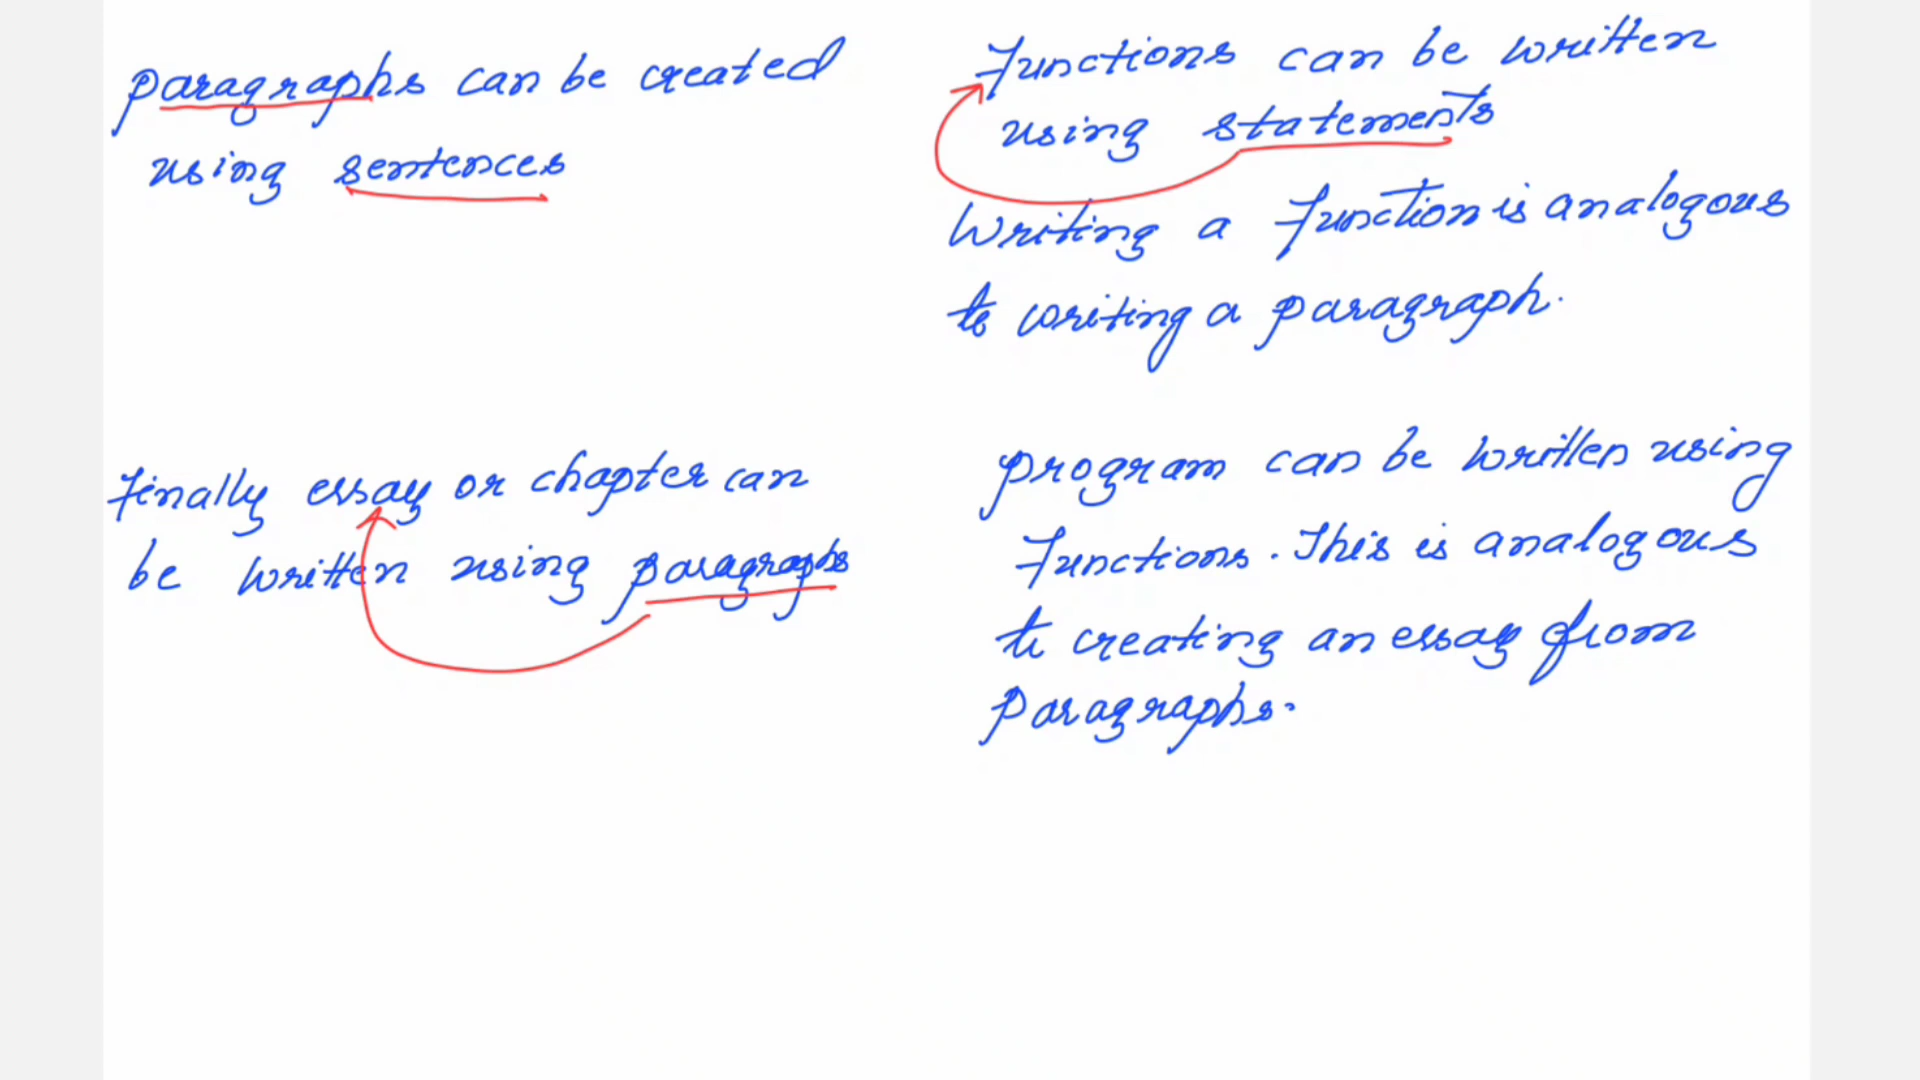 Paragraphs can be created
using sentences
Functions can be written
using statements
Writing a function is analogous
to writing a paragraph.
Finally essay or chapter can
be written using paragraphs
program can be written using
Functions. This is analogous
to creating an essay from
Paragraphs.